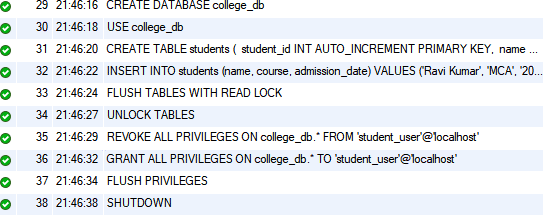 29 21:46:16 CREATE DATABASE college_db
30 21:46:18 USE college_db
31 21:46:20 CREATE TABLE students ( student_id INT AUTO_INCREMENT PRIMARY KEY, name ...
32 21:46:22 INSERT INTO students (name, course, admission_date) VALUES ('Ravi Kumar', 'MCA', '20...
33 21:46:24 FLUSH TABLES WITH READ LOCK
34 21:46:27 UNLOCK TABLES
35 21:46:29 REVOKE ALL PRIVILEGES ON college_db.* FROM 'student_user'@'localhost'
36 21:46:32 GRANT ALL PRIVILEGES ON college_db.* TO 'student_user'@'localhost'
37 21:46:34 FLUSH PRIVILEGES
38 21:46:38 SHUTDOWN